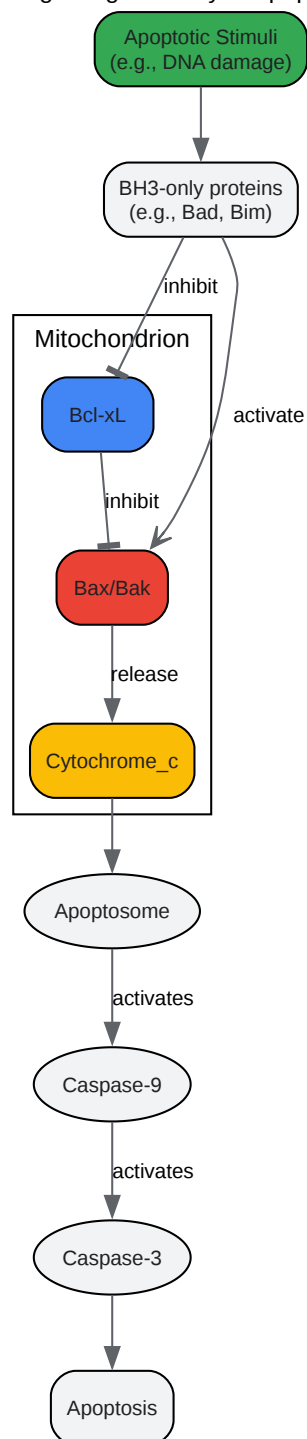 Apoptotic Stimuli
(e.g., DNA damage)
BH3-only proteins
(e.g., Bad, Bim)
inhibit
Mitochondrion
Bcl-xL
activate
inhibit
Bax/Bak
release
Cytochrome_c
Apoptosome
activates
Caspase-9
activates
Caspase-3
Apoptosis